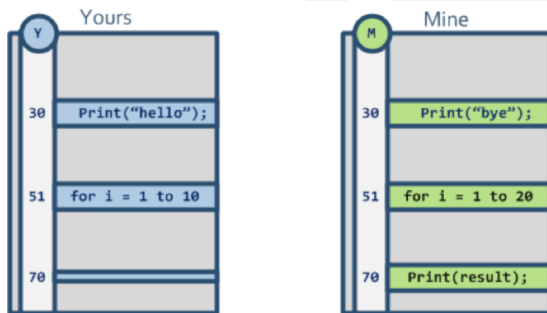 Yours
Y
30 Print(“hello”);
51 for i = 1 to 10
70
Mine
M
30 Print(“bye”);
51 for i = 1 to 20
70 Print(result);